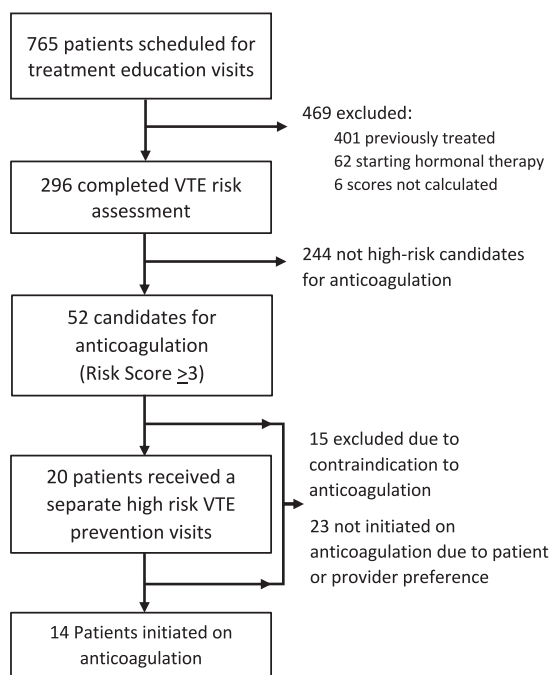 765 patients scheduled for
treatment education visits
469 excluded:
401 previously treated
62 starting hormonal therapy
6 scores not calculated
296 completed VTE risk
assessment
244 not high-risk candidates
for anticoagulation
52 candidates for
anticoagulation
(Risk Score ≥3)
15 excluded due to
contraindication to
anticoagulation
20 patients received a
separate high risk VTE
prevention visits
23 not initiated on
anticoagulation due to patient
or provider preference
14 Patients initiated on
anticoagulation